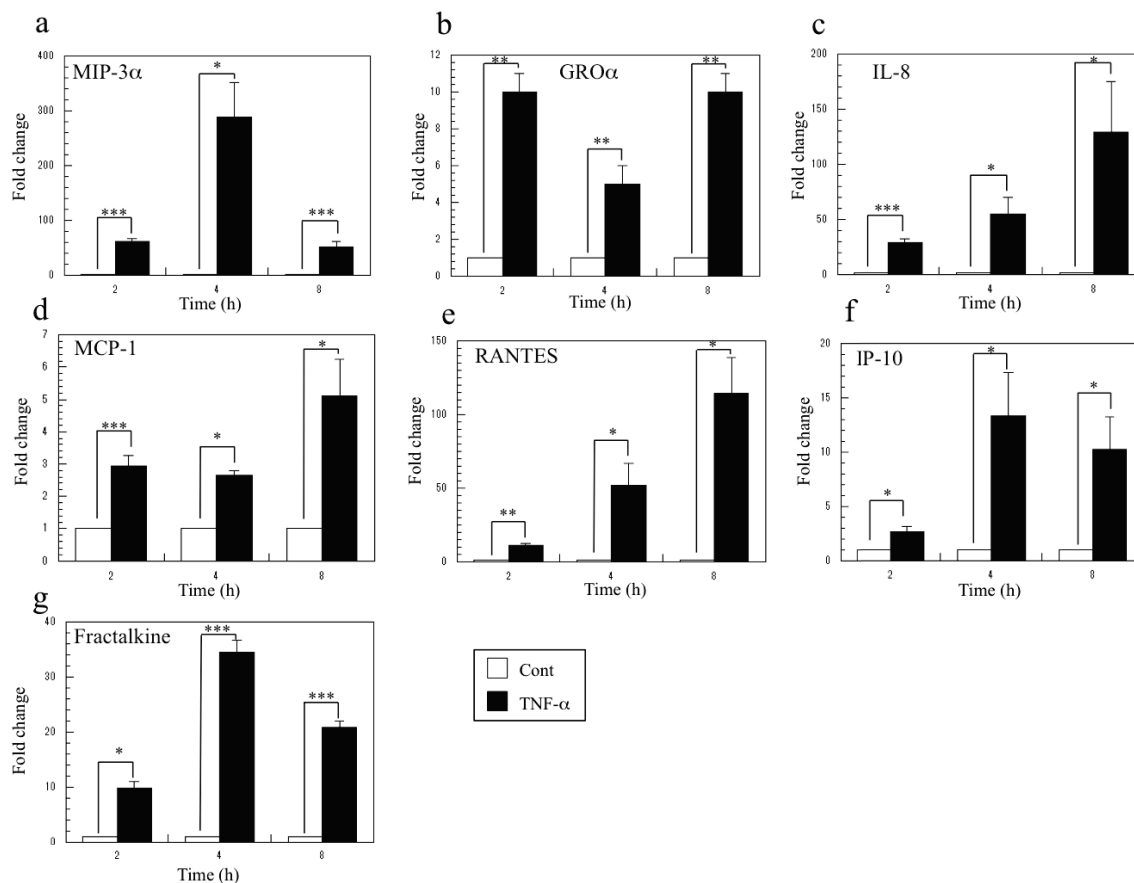 a
MIP-3α
Fold change
400
300
200
100
0
*** * ***
2 4 8
Time (h)
b
GROα
Fold change
12
10
8
6
4
2
0
** ** **
2 4 8
Time (h)
c
IL-8
Fold change
200
150
100
50
0
*** * *
2 4 8
Time (h)
d
MCP-1
Fold change
7
6
5
4
3
2
1
0
*** * *
2 4 8
Time (h)
e
RANTES
Fold change
150
100
50
0
** * *
2 4 8
Time (h)
f
IP-10
Fold change
20
15
10
5
0
* * *
2 4 8
Time (h)
g
Fractalkine
Fold change
40
30
20
10
0
* *** ***
2 4 8
Time (h)
Cont
TNF-α